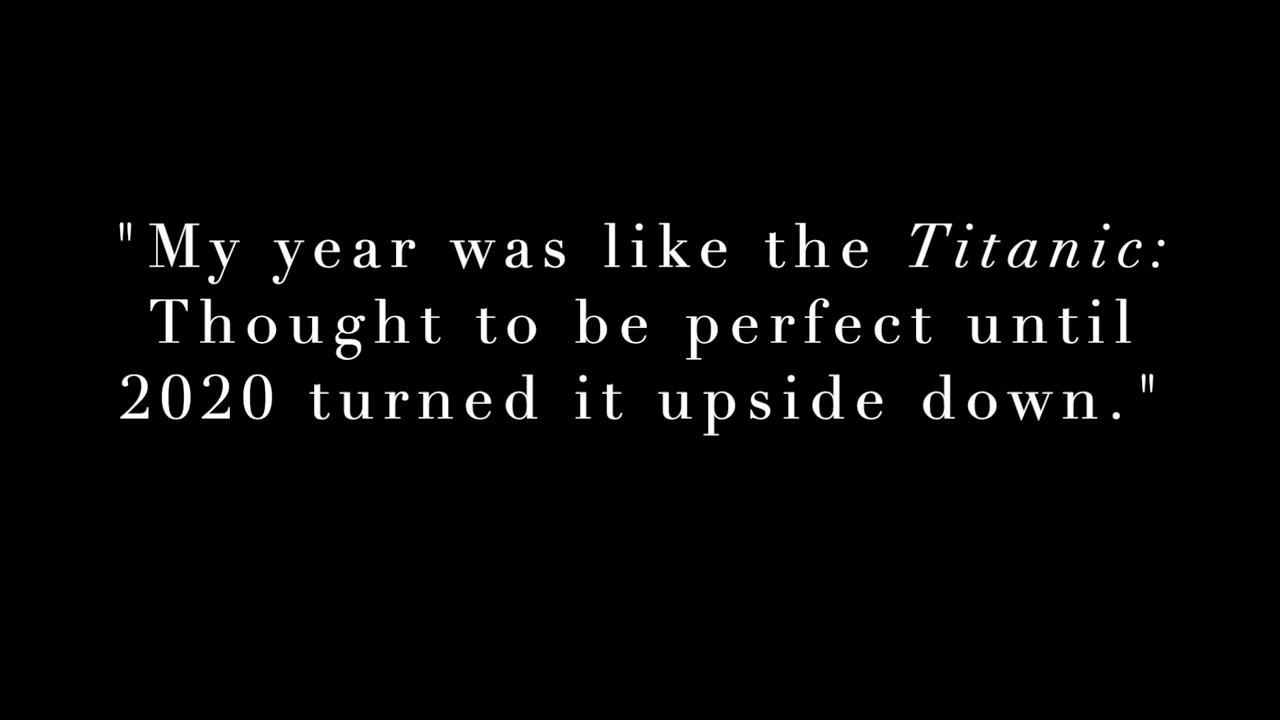 "My year was like the Titanic:
Thought to be perfect until
2020 turned it upside down."